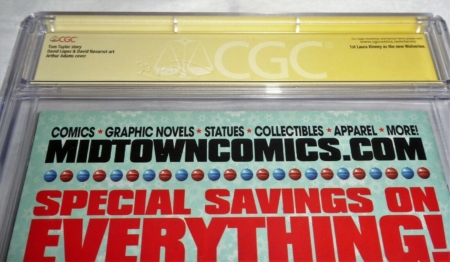 CGC
CGC
Tom Taylor story
David Lopez & David Navarrot art
Arthur Adams cover
1st Laura Kinney as the new Wolverine.
COMICS ★ GRAPHIC NOVELS ★ STATUES ★ COLLECTIBLES ★ APPAREL ★ MORE!
MIDTOWNCOMICS.COM
SPECIAL SAVINGS ON
EVERYTHING!